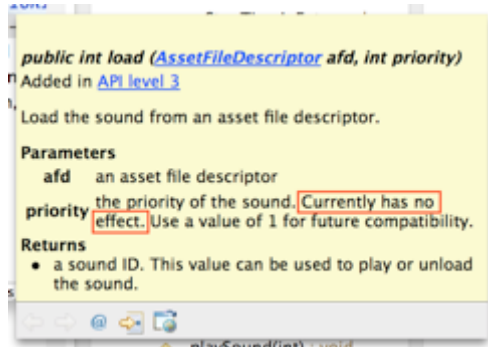 public int load (AssetFileDescriptor afd, int priority)
Added in API level 3
Load the sound from an asset file descriptor.
Parameters
afd an asset file descriptor
priority the priority of the sound. Currently has no
effect. Use a value of 1 for future compatibility.
Returns
• a sound ID. This value can be used to play or unload
the sound.
playSound(int) : void